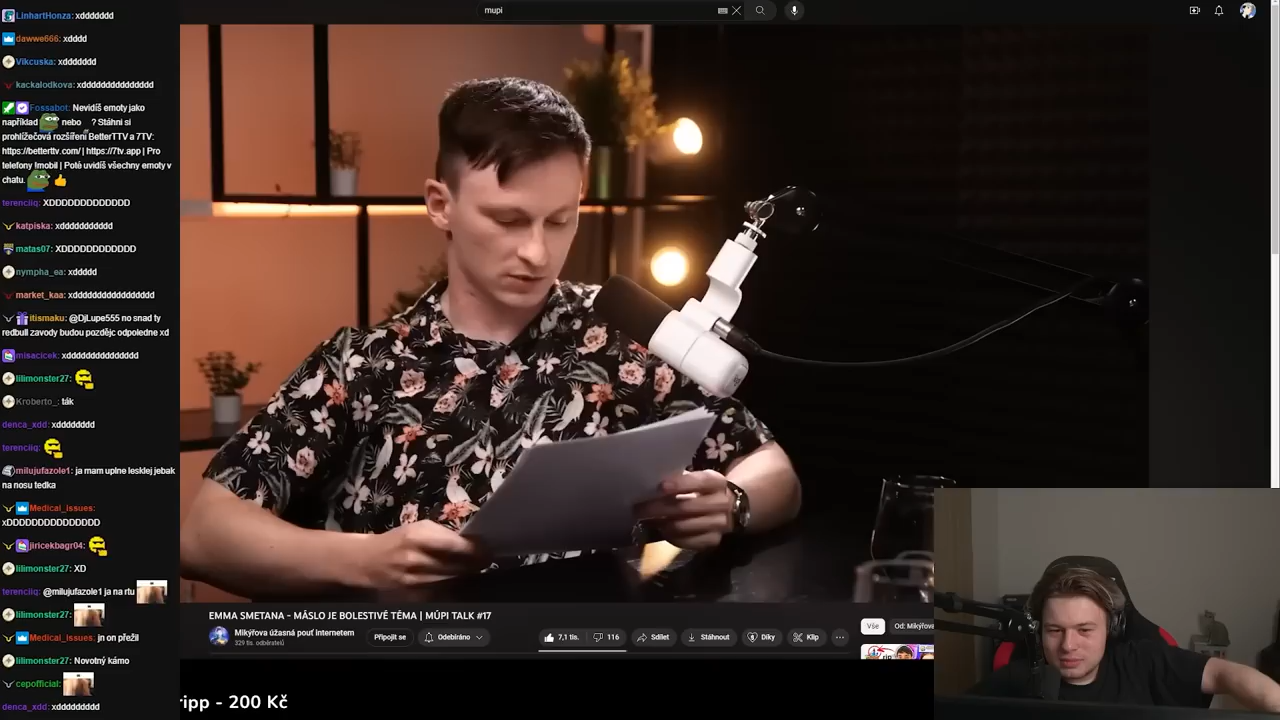 LinhartHonza: xddddddd
dawwe666: xdddd
Vikcuska: xddddddd
kackalodkova: xdddddddddddddddd
Fossabot: Nevidíš emoty jako
například nebo ? Stáhni si
prohlížečová rozšíření BetterTTV a 7TV:
https://betterttv.com/ | https://7tv.app | Pro
telefony !mobil | Poté uvidíš všechny emoty v
chatu.
terenciiq: XDDDDDDDDDDDDD
katpiska: xddddddddddd
matas07: XDDDDDDDDDDDD
nympha_ea: xddddd
market_kaa: xdddddddddddddddddd
itismaku: @DjLupe555 no snad ty
redbull zavody budou pozdějc odpoledne xd
misacicek: xdddddddddddddddd
lilimonster27:
Kroberto_: ták
denca_xdd: xdddddddd
terenciiq:
milujufazole1: ja mam uplne lesklej jebak
na nosu tedka
Medical_issues:
xDDDDDDDDDDDDDDD
jiricekbagr04:
lilimonster27: XD
terenciiq: @milujufazole1 ja na rtu
lilimonster27:
Medical_issues: jn on přežil
lilimonster27: Novotný kámo
cepofficial:
denca_xdd: xddddddddd
mupi
EMMA SMETANA - MÁSLO JE BOLESTIVÉ TÉMA | MÚPI TALK #17
Mikýřova úžasná pouť internetem
329 tis. odběratelů
Připojit se
Odebíráno
7,1 tis.
116
Sdílet
Stáhnout
Díky
Klip
Vše
Od: Mikýřova
ripp - 200 Kč